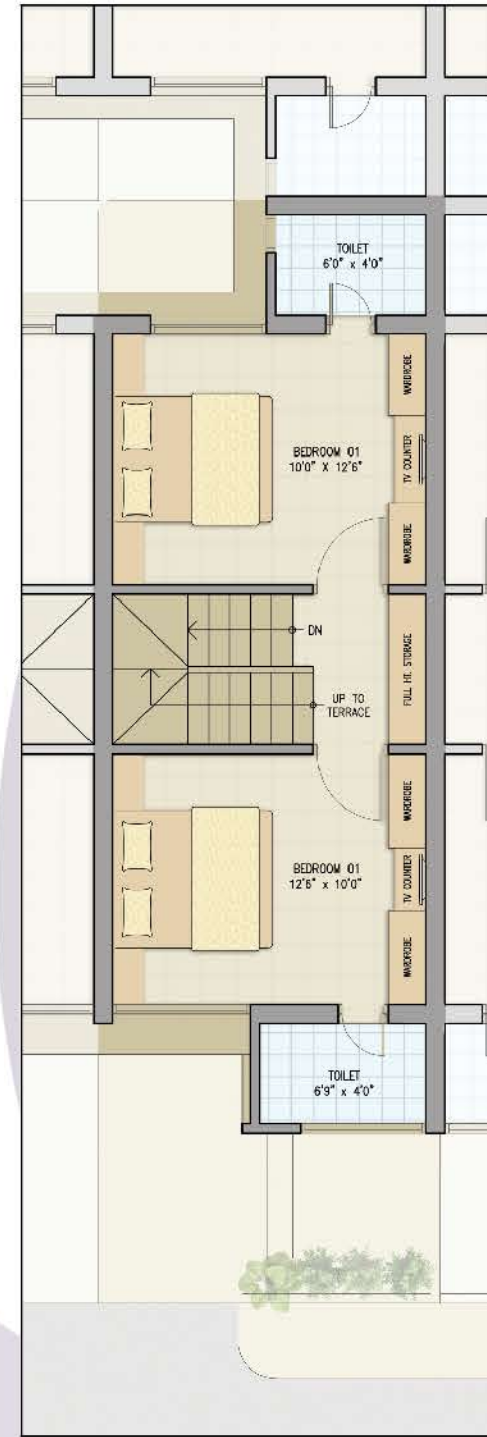 TOILET
6'0" x 4'0"
WARDROBE
BEDROOM 01
10'0" X 12'6"
TV COUNTER
WARDROBE
DN
FULL HT. STORAGE
UP TO
TERRACE
WARDROBE
BEDROOM 01
12'6" x 10'0"
TV COUNTER
WARDROBE
TOILET
6'9" x 4'0"